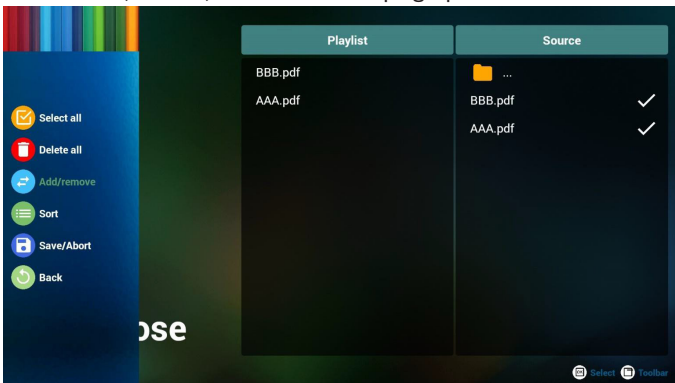 Playlist Source
BBB.pdf ...
AAA.pdf BBB.pdf
AAA.pdf
Select all
Delete all
Add/remove
Sort
Save/Abort
Back
ose
Select Toolbar